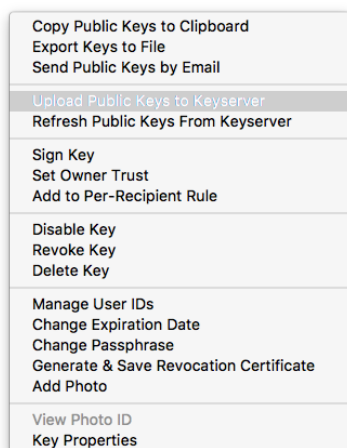 Copy Public Keys to Clipboard
Export Keys to File
Send Public Keys by Email
Upload Public Keys to Keyserver
Refresh Public Keys From Keyserver
Sign Key
Set Owner Trust
Add to Per-Recipient Rule
Disable Key
Revoke Key
Delete Key
Manage User IDs
Change Expiration Date
Change Passphrase
Generate & Save Revocation Certificate
Add Photo
View Photo ID
Key Properties